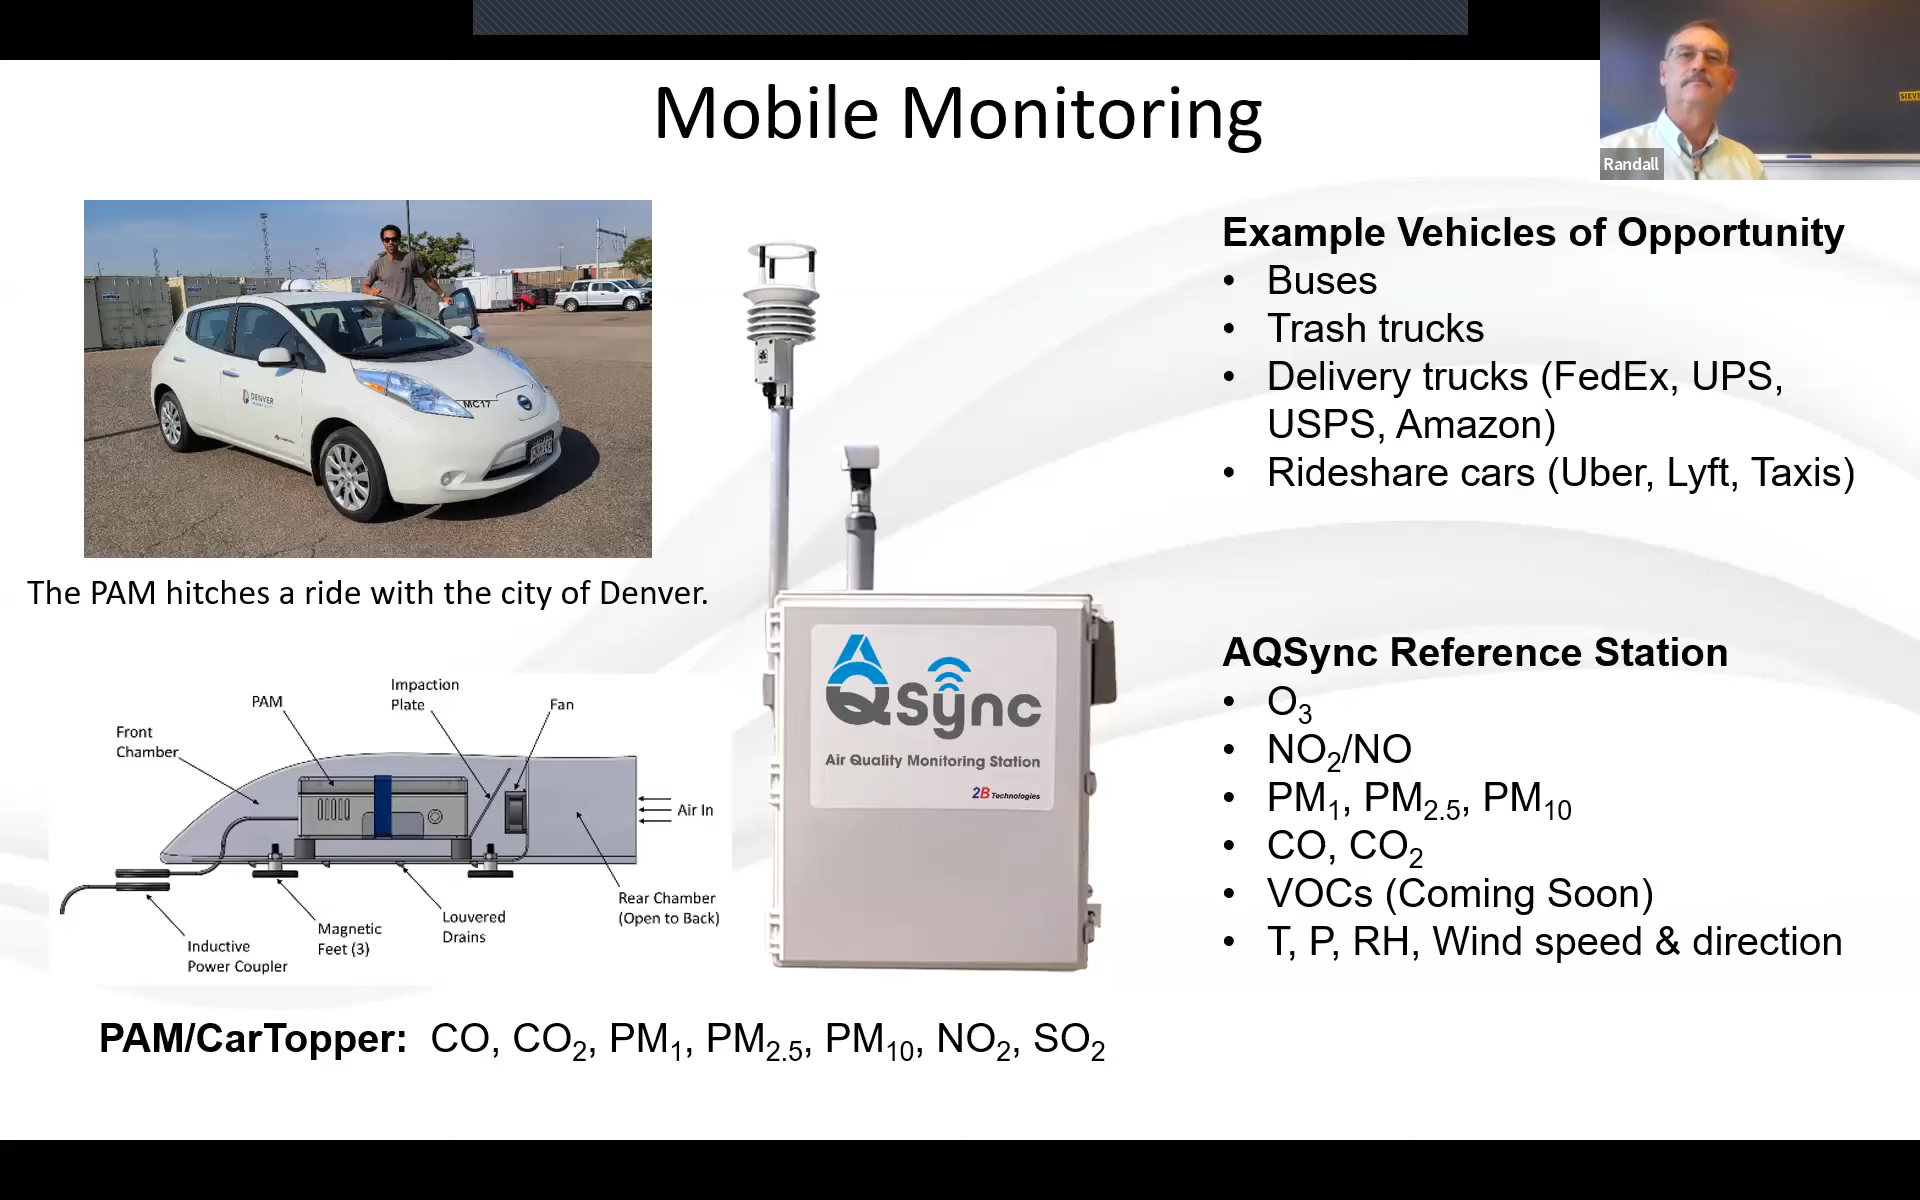 Mobile Monitoring
Randall
DENVER
MC17
The PAM hitches a ride with the city of Denver.
Example Vehicles of Opportunity
• Buses
• Trash trucks
• Delivery trucks (FedEx, UPS,
USPS, Amazon)
• Rideshare cars (Uber, Lyft, Taxis)
AQSync
Air Quality Monitoring Station
2B Technologies
AQSync Reference Station
• O₃
• NO₂/NO
• PM₁, PM₂.₅, PM₁₀
• CO, CO₂
• VOCs (Coming Soon)
• T, P, RH, Wind speed & direction
Front
Chamber
PAM
Impaction
Plate
Fan
Air In
Rear Chamber
(Open to Back)
Louvered
Drains
Magnetic
Feet (3)
Inductive
Power Coupler
PAM/CarTopper: CO, CO₂, PM₁, PM₂.₅, PM₁₀, NO₂, SO₂